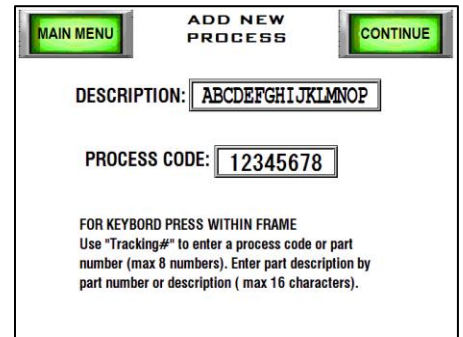 MAIN MENU
ADD NEW
PROCESS
CONTINUE
DESCRIPTION: ABCDEFGHIJKLMNOP
PROCESS CODE: 12345678
FOR KEYBORD PRESS WITHIN FRAME
Use "Tracking#" to enter a process code or part
number (max 8 numbers). Enter part description by
part number or description ( max 16 characters).